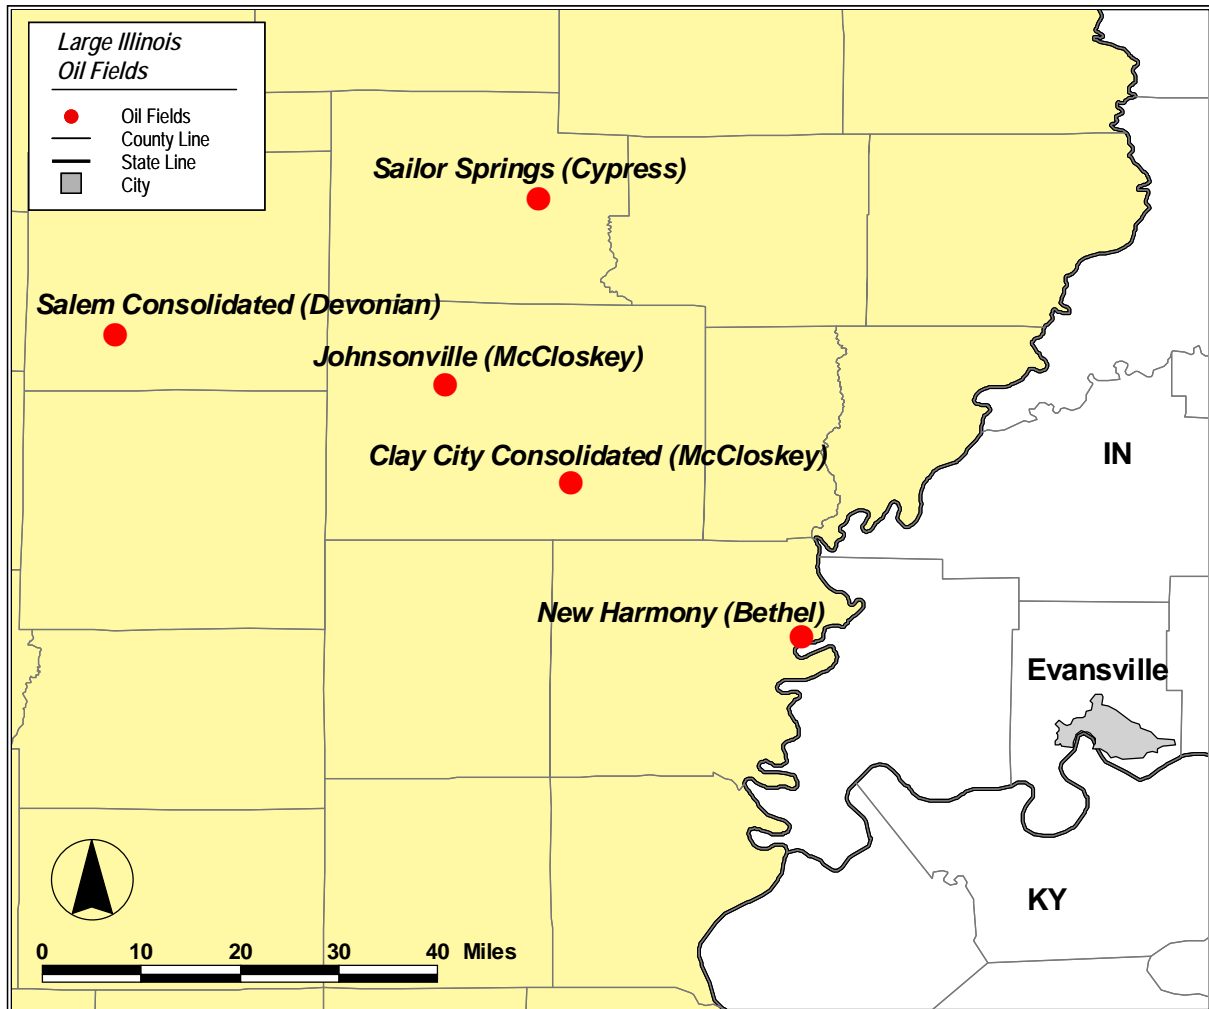 Large Illinois
Oil Fields
Oil Fields
County Line
State Line
City
Sailor Springs (Cypress)
Salem Consolidated (Devonian)
Johnsonville (McCloskey)
Clay City Consolidated (McCloskey)
IN
New Harmony (Bethel)
Evansville
KY
0 10 20 30 40 Miles